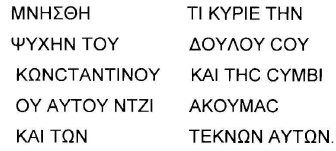 ΜΝΗΣΘΗ ΤΙ ΚΥΡΙΕ ΤΗΝ
ΨΥΧΗΝ ΤΟΥ ΔΟΥΛΟΥ CΟΥ
ΚΩΝCΤΑΝΤΙΝΟΥ ΚΑΙ ΤΗC CΥΜΒΙ
ΟΥ ΑΥΤΟΥ ΝΤΖΙ ΑΚΟΥΜΑC
ΚΑΙ ΤΩΝ ΤΕΚΝΩΝ ΑΥΤΩΝ.